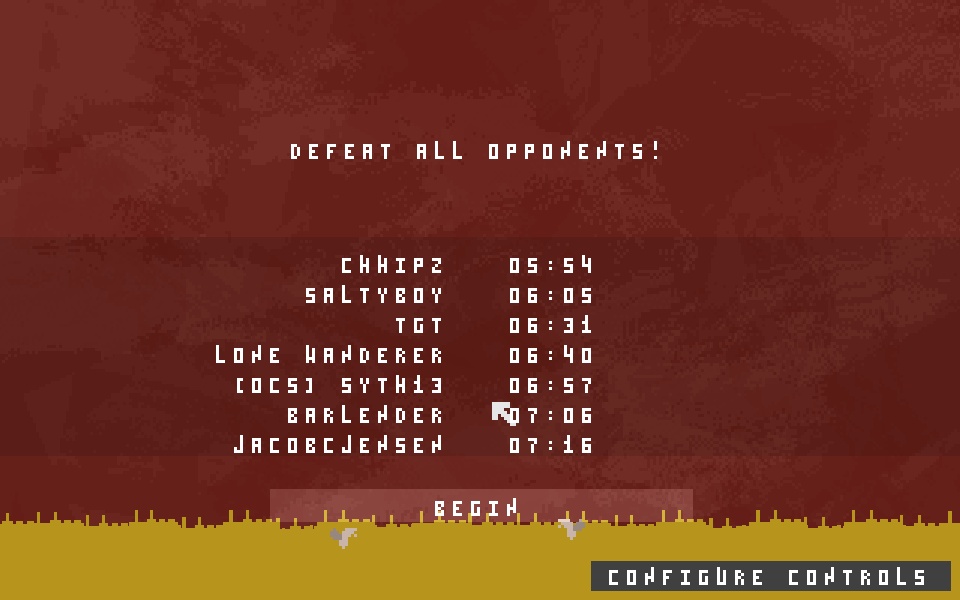 DEFEAT ALL OPPONENTS!
CHHIPZ 05:54
SALTYBOY 06:05
TGT 06:31
LONE WANDERER 06:40
[OCS] SYTH13 06:57
BARLENDER 07:06
JACOBCJENSEN 07:16
BEGIN
CONFIGURE CONTROLS